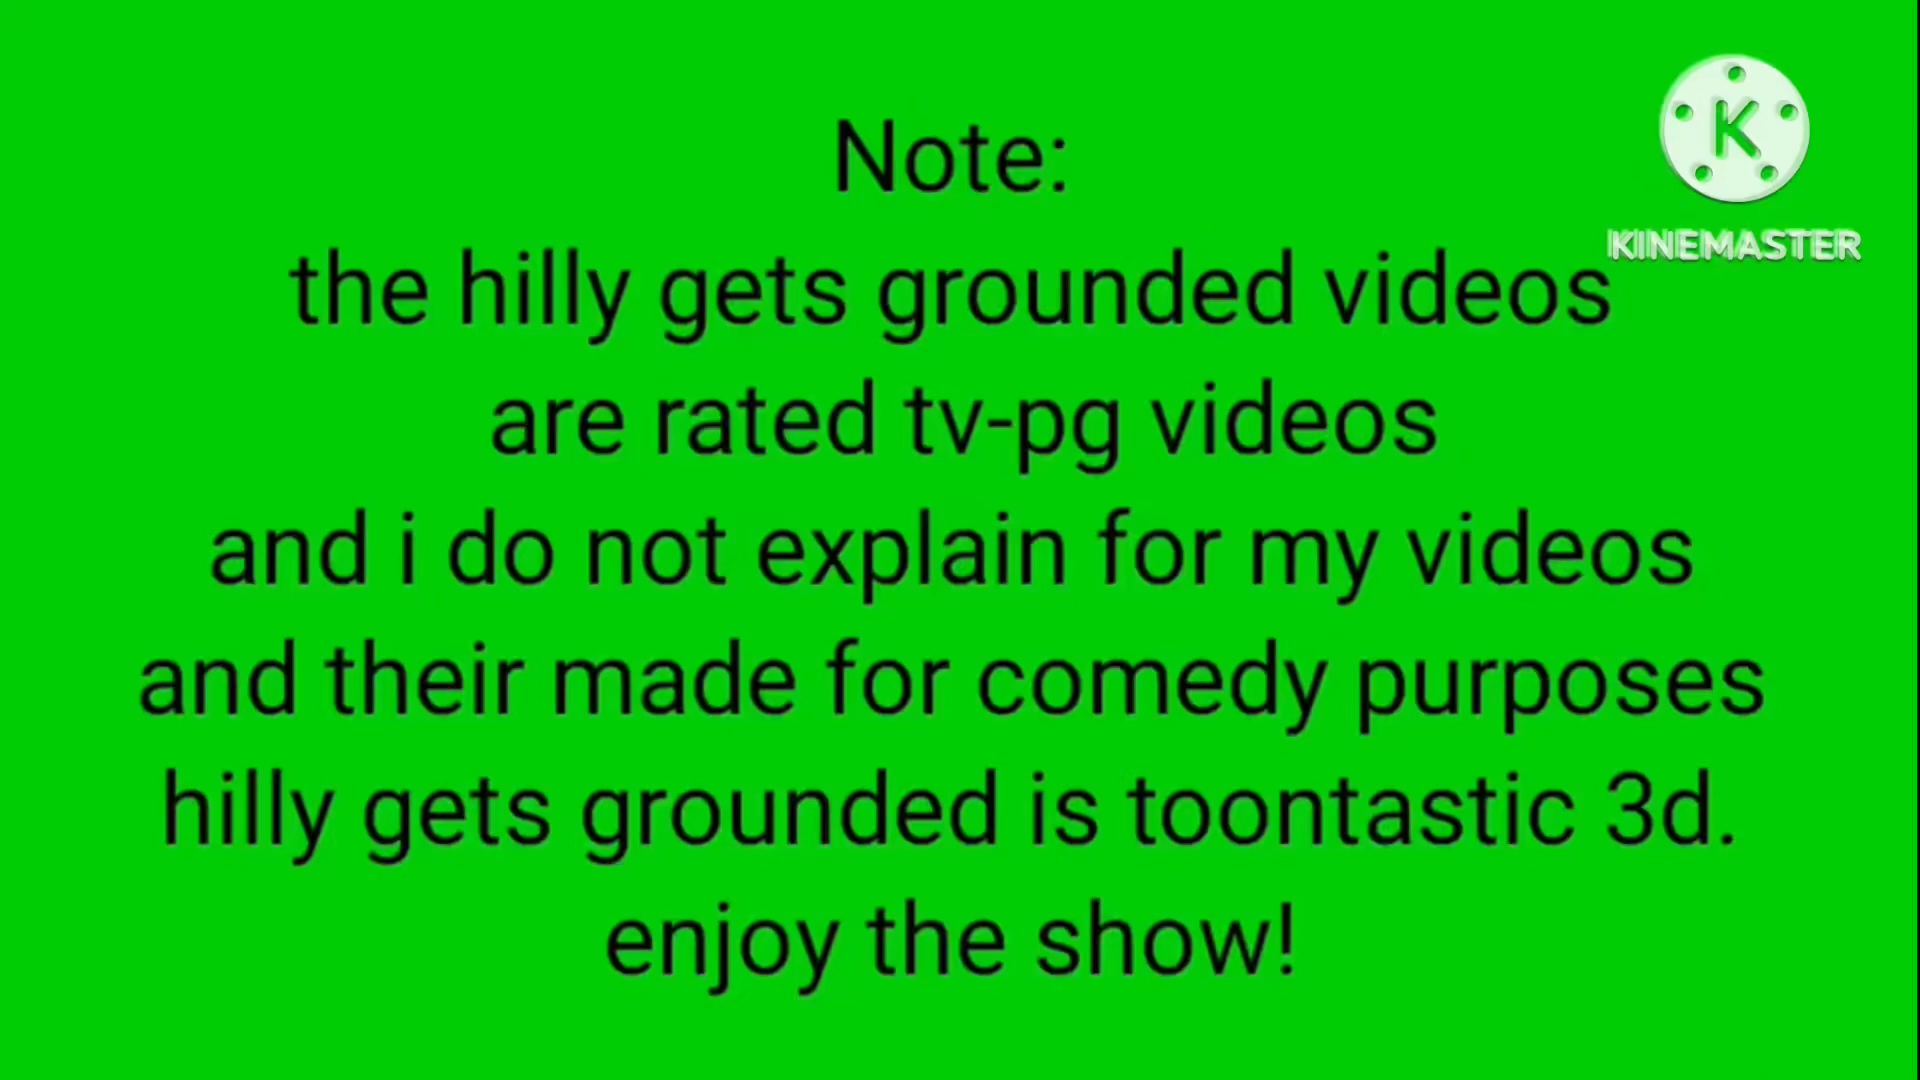 Note:
K
KINEMASTER
the hilly gets grounded videos
are rated tv-pg videos
and i do not explain for my videos
and their made for comedy purposes
hilly gets grounded is toontastic 3d.
enjoy the show!